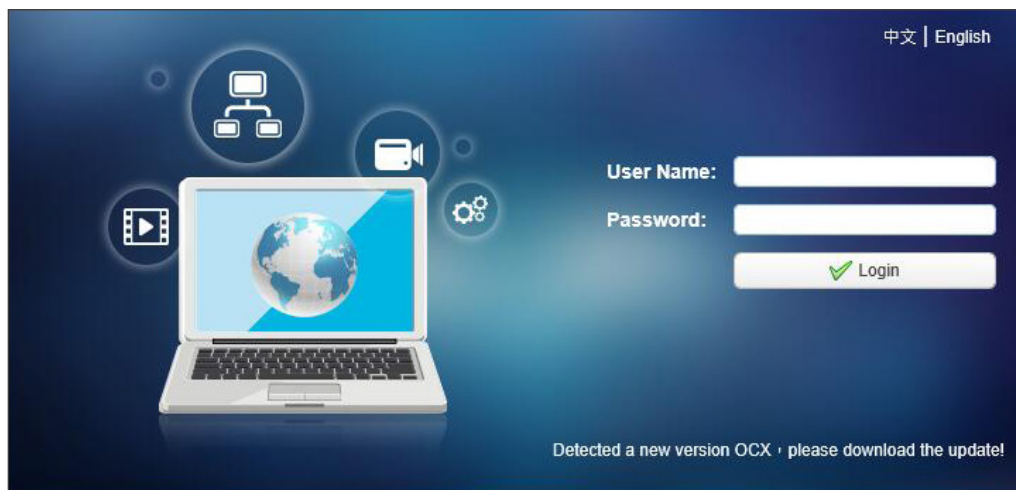 中文 | English
User Name:
Password:
Login
Detected a new version OCX，please download the update!